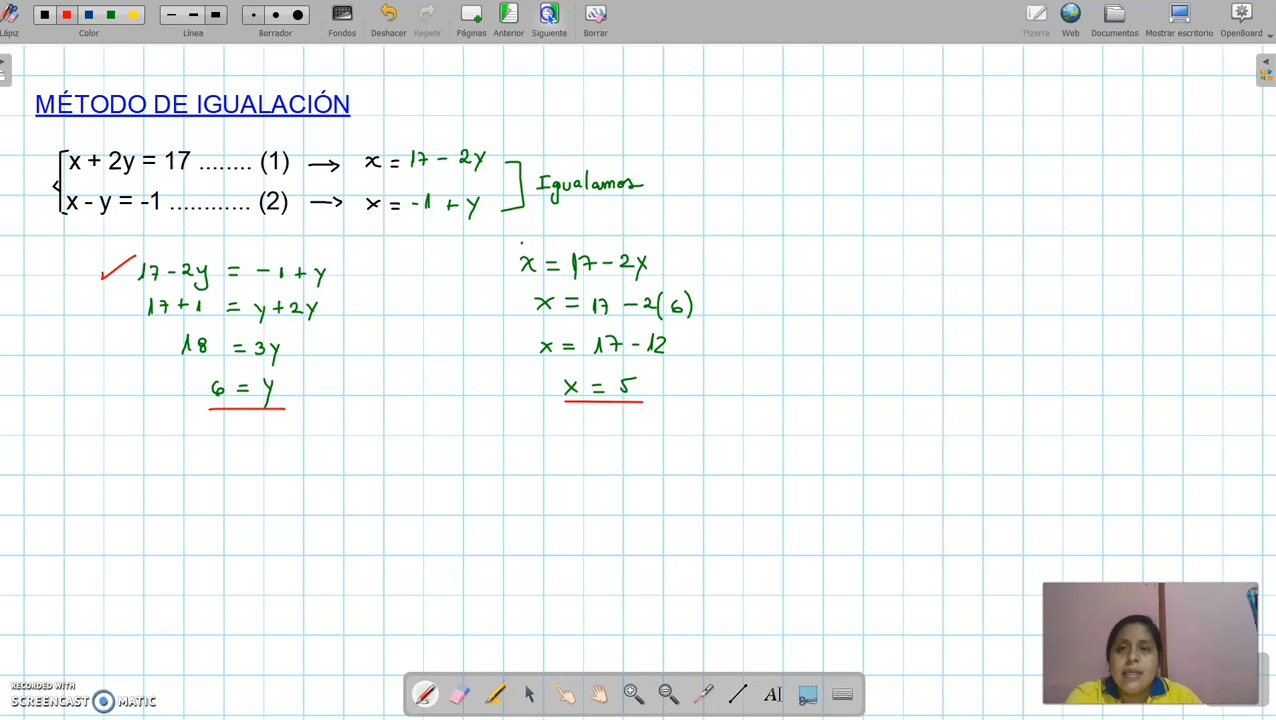 Lápiz Color Línea Borrador Fondos Deshacer Repetir Páginas Anterior Siguiente Borrar Pizarra Web Documentos Mostrar escritorio OpenBoard
MÉTODO DE IGUALACIÓN
x + 2y = 17 ........ (1) → x = 17 - 2y
x - y = -1 ............ (2) → x = -1 + y
Igualamos
17 - 2y = -1 + y
17 + 1 = y + 2y
18 = 3y
6 = y
x = 17 - 2y
x = 17 - 2(6)
x = 17 - 12
x = 5
RECORDED WITH
SCREENCAST MATIC